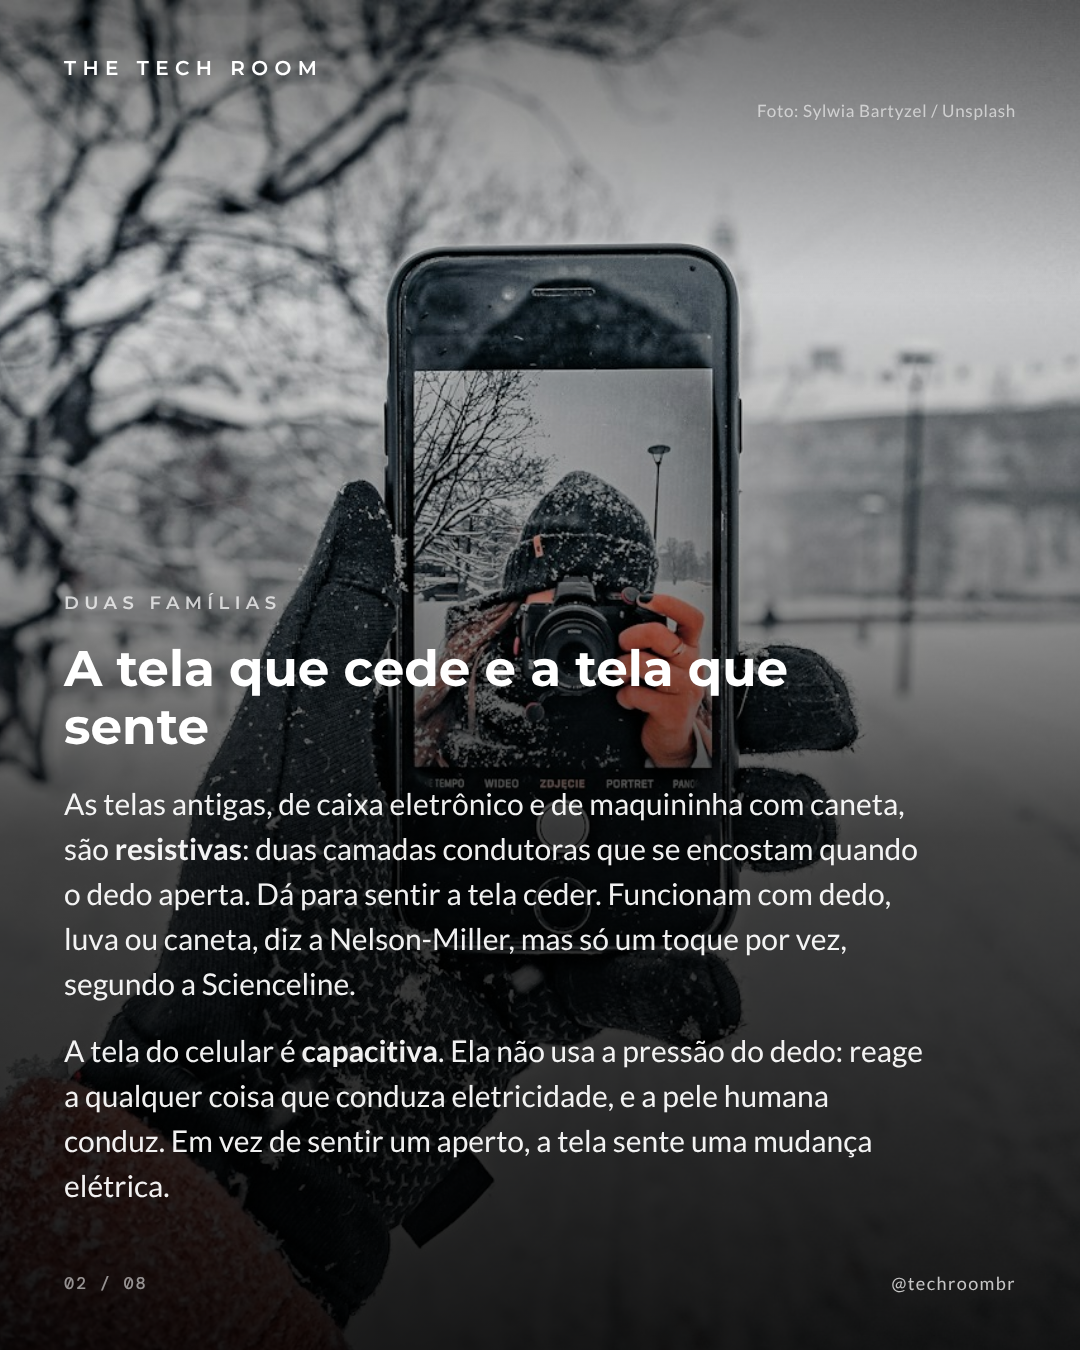 THE TECH ROOM
Foto: Sylwia Bartyzel / Unsplash
TEMPO WIDEO ZDJĘCIE PORTRET PANO
DUAS FAMÍLIAS
A tela que cede e a tela que
sente
As telas antigas, de caixa eletrônico e de maquininha com caneta,
são resistivas: duas camadas condutoras que se encostam quando
o dedo aperta. Dá para sentir a tela ceder. Funcionam com dedo,
luva ou caneta, diz a Nelson-Miller, mas só um toque por vez,
segundo a Scienceline.
A tela do celular é capacitiva. Ela não usa a pressão do dedo: reage
a qualquer coisa que conduza eletricidade, e a pele humana
conduz. Em vez de sentir um aperto, a tela sente uma mudança
elétrica.
02 / 08
@techroombr